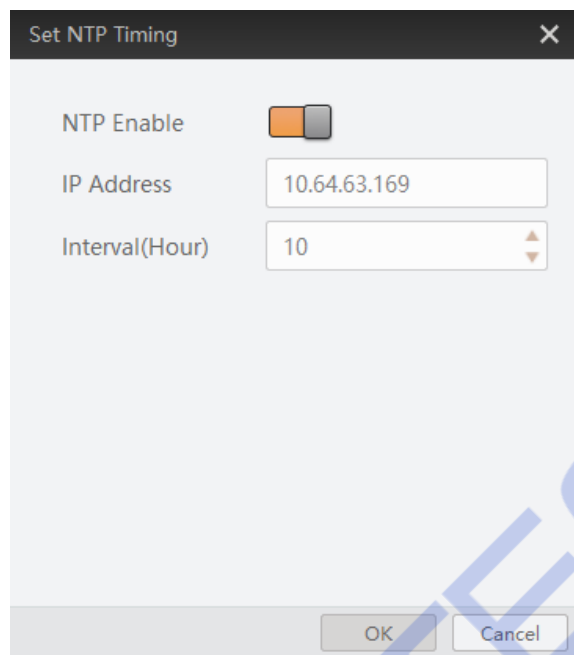 Set NTP Timing
NTP Enable
IP Address 10.64.63.169
Interval(Hour) 10
OK Cancel